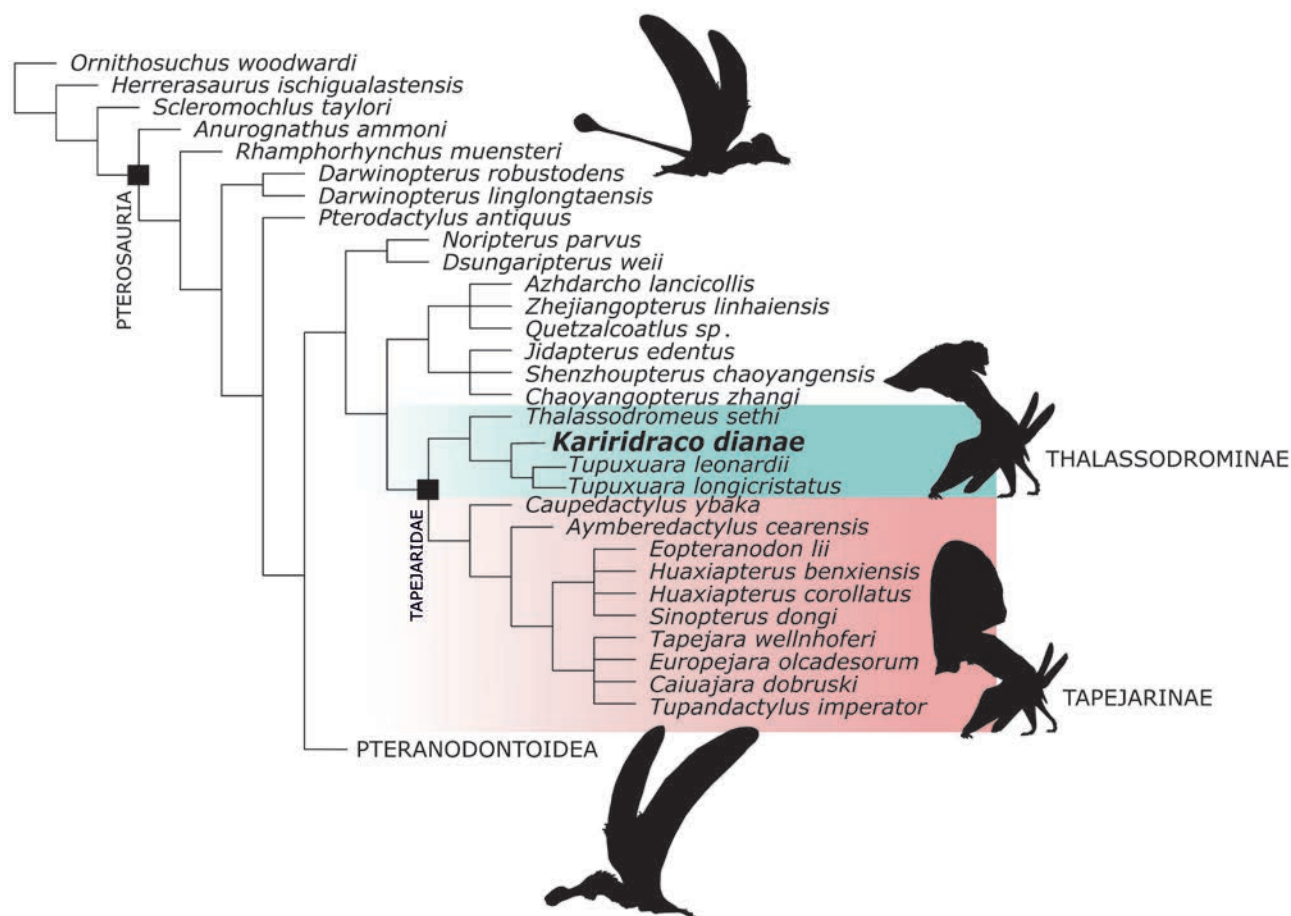 Ornithosuchus woodwardi
Herrerasaurus ischigualastensis
Scleromochlus taylori
Anurognathus ammoni
Rhamphorhynchus muensteri
Darwinopterus robustodens
Darwinopterus linglongtaensis
PTEROSAURIA
Pterodactylus antiquus
Noripterus parvus
Dsungaripterus weii
Azhdarcho lancicollis
Zhejiangopterus linhaiensis
Quetzalcoatlus sp.
Jidapterus edentus
Shenzhoupterus chaoyangensis
Chaoyangopterus zhangi
Thalassodromeus sethi
Kariridraco dianae
THALASSODROMINAE
Tupuxuara leonardii
Tupuxuara longicristatus
TAPEJARIDAE
Caupedactylus ybaka
Aymberedactylus cearensis
Eopteranodon lii
Huaxiapterus benxiensis
Huaxiapterus corollatus
Sinopterus dongi
Tapejara wellnhoferi
Europejara olcadesorum
Caiuajara dobruski
TAPEJARINAE
Tupandactylus imperator
PTERANODONTOIDEA